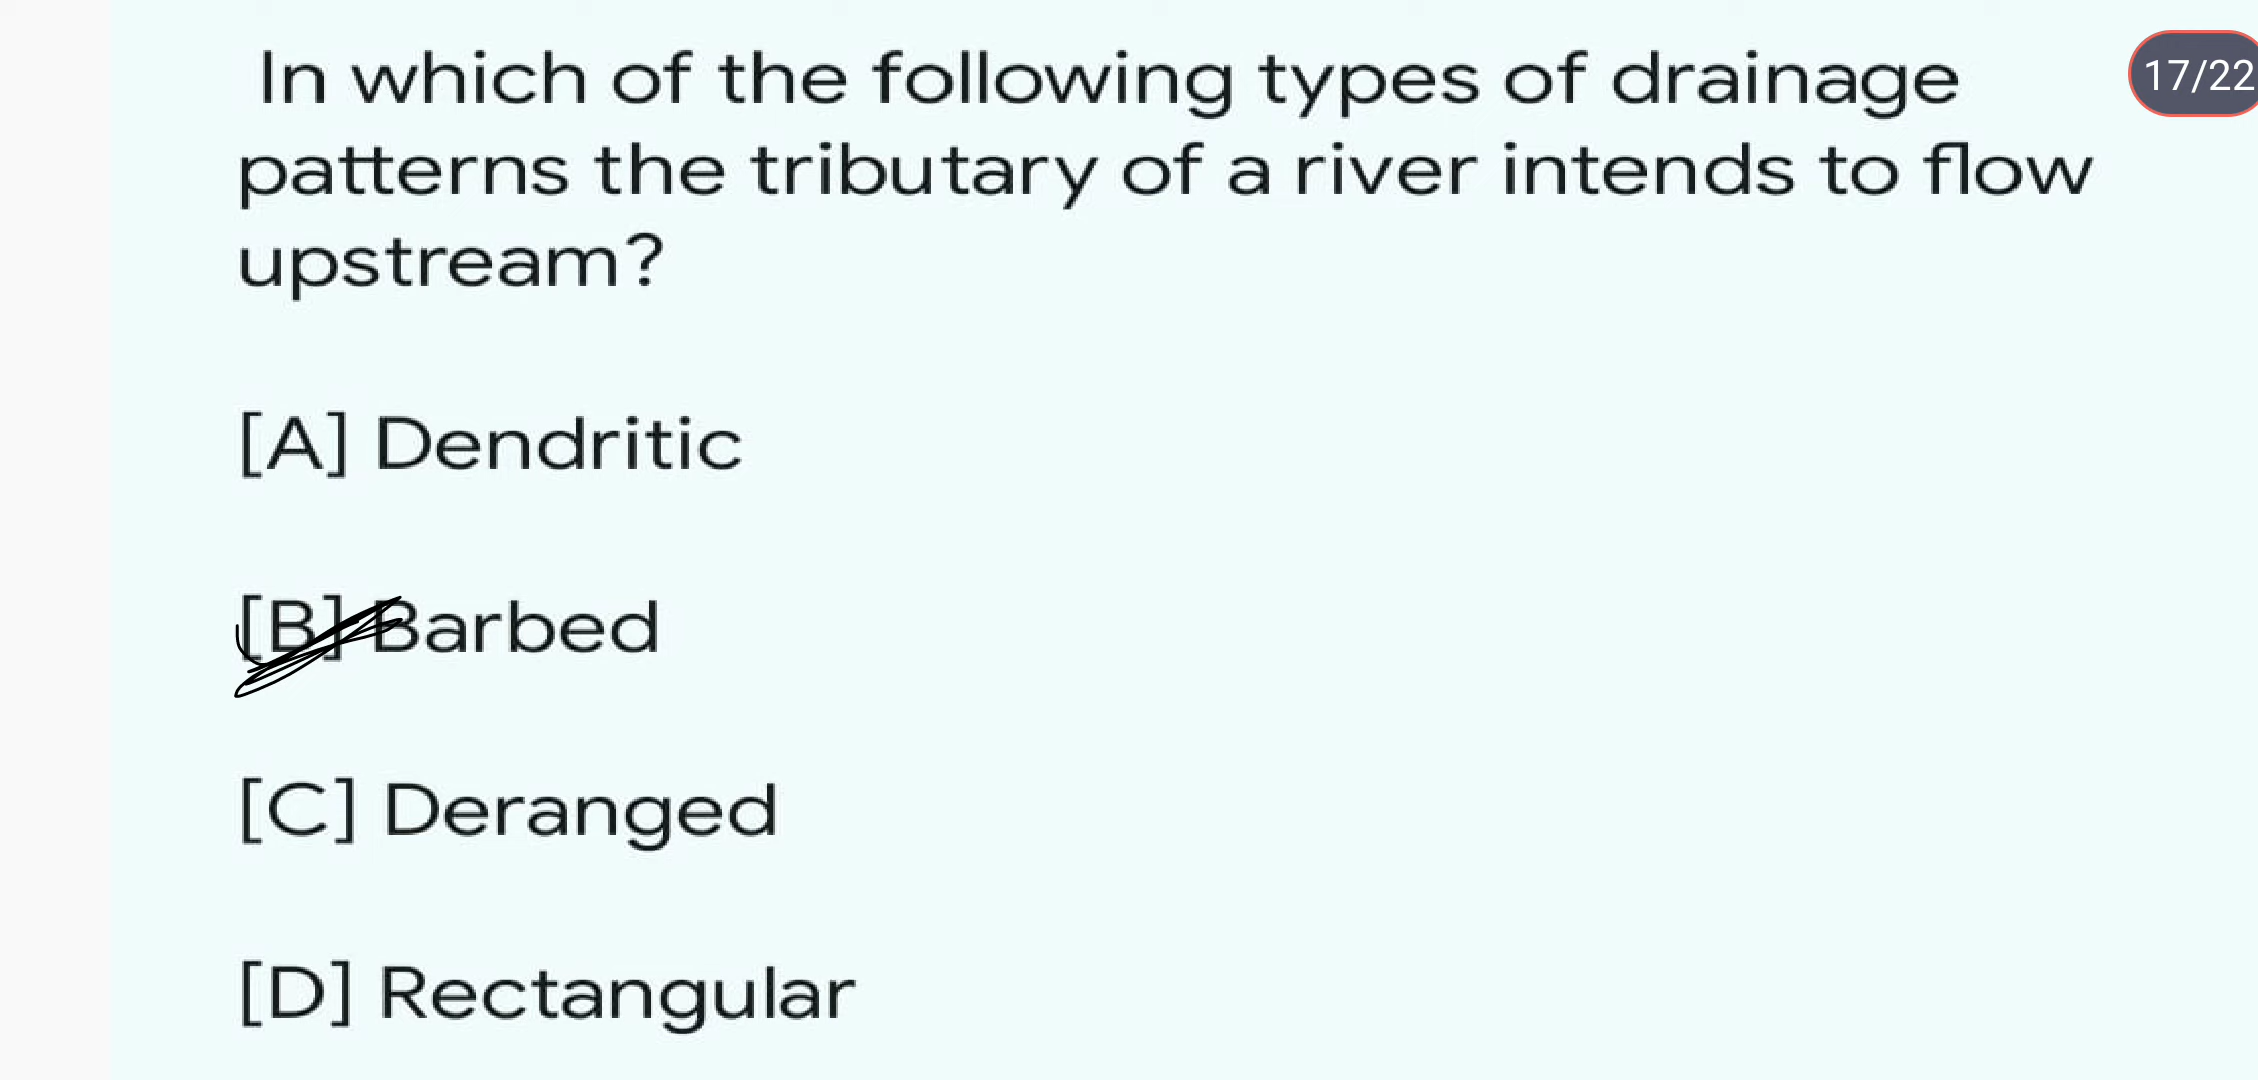 In which of the following types of drainage
17/22
patterns the tributary of a river intends to flow
upstream?
[A] Dendritic
[B] Barbed
[C] Deranged
[D] Rectangular